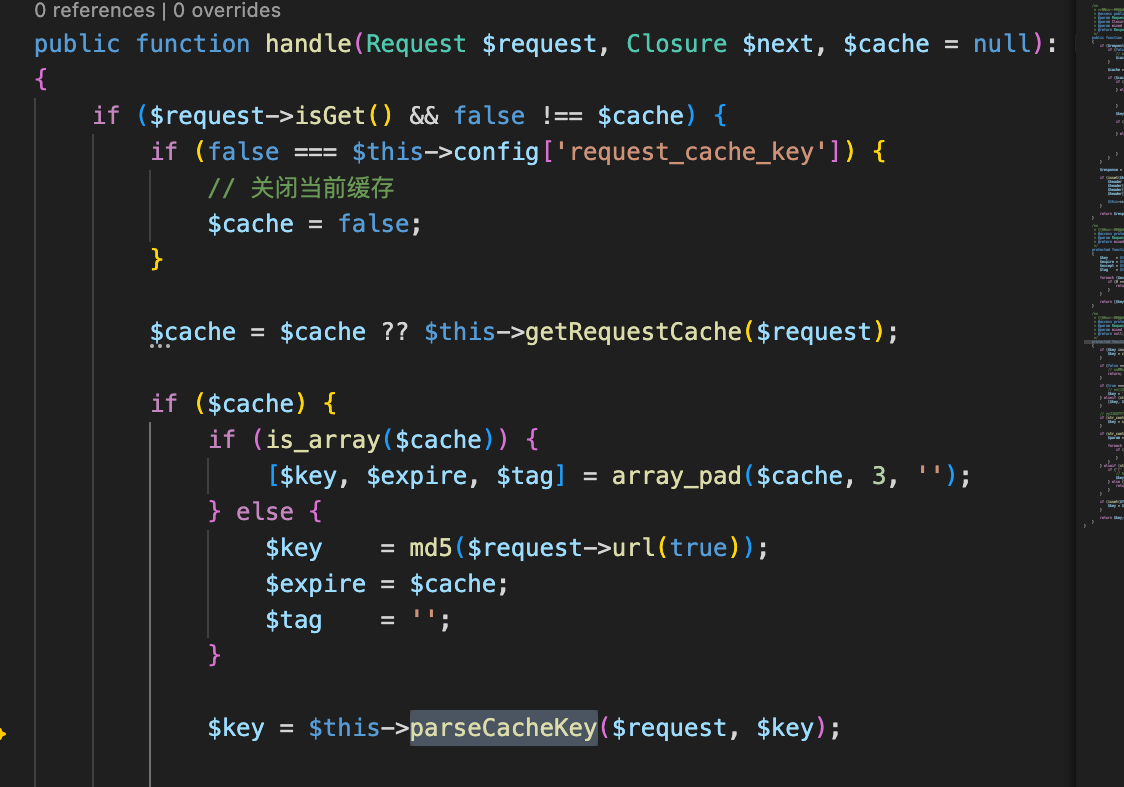 0 references | 0 overrides
public function handle(Request $request, Closure $next, $cache = null):
{
if ($request->isGet() && false !== $cache) {
if (false === $this->config['request_cache_key']) {
// 关闭当前缓存
$cache = false;
}
$cache = $cache ?? $this->getRequestCache($request);
if ($cache) {
if (is_array($cache)) {
[$key, $expire, $tag] = array_pad($cache, 3, '');
} else {
$key    = md5($request->url(true));
$expire = $cache;
$tag    = '';
}
$key = $this->parseCacheKey($request, $key);